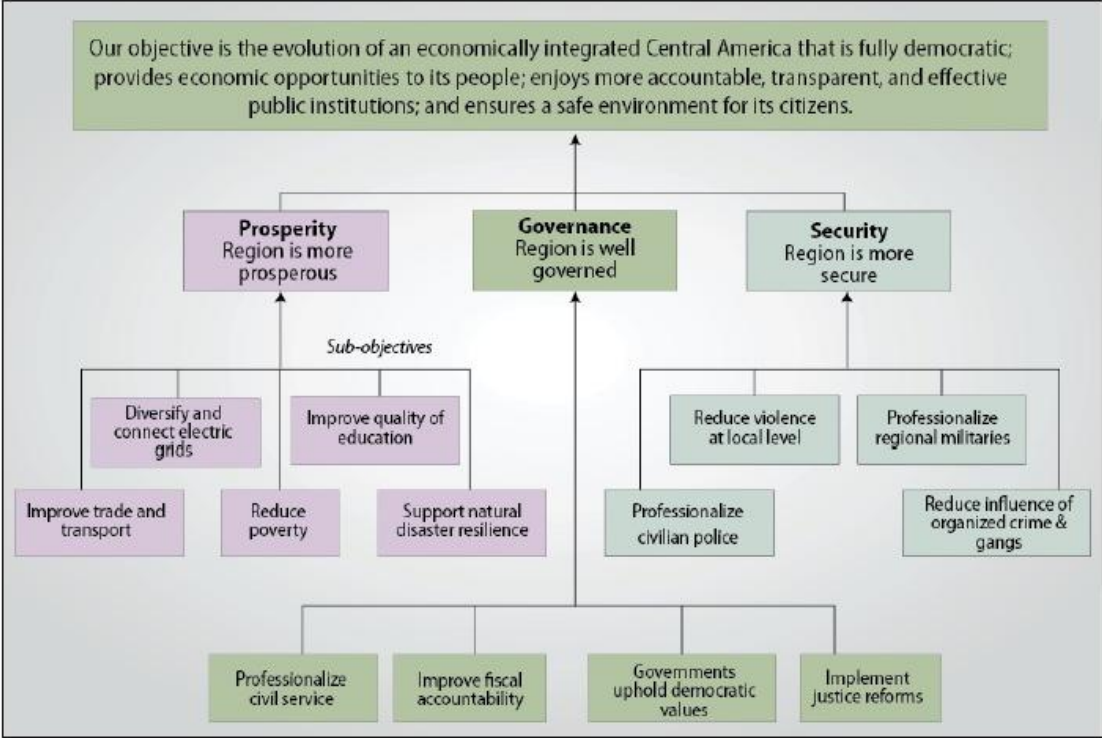 Our objective is the evolution of an economically integrated Central America that is fully democratic;
provides economic opportunities to its people; enjoys more accountable, transparent, and effective
public institutions; and ensures a safe environment for its citizens.
Prosperity
Region is more
prosperous
Governance
Region is well
governed
Security
Region is more
secure
Sub-objectives
Diversify and
connect electric
grids
Improve quality of
education
Reduce violence
at local level
Professionalize
regional militaries
Improve trade and
transport
Reduce
poverty
Support natural
disaster resilience
Professionalize
civilian police
Reduce influence of
organized crime &
gangs
Professionalize
civil service
Improve fiscal
accountability
Governments
uphold democratic
values
Implement
justice reforms